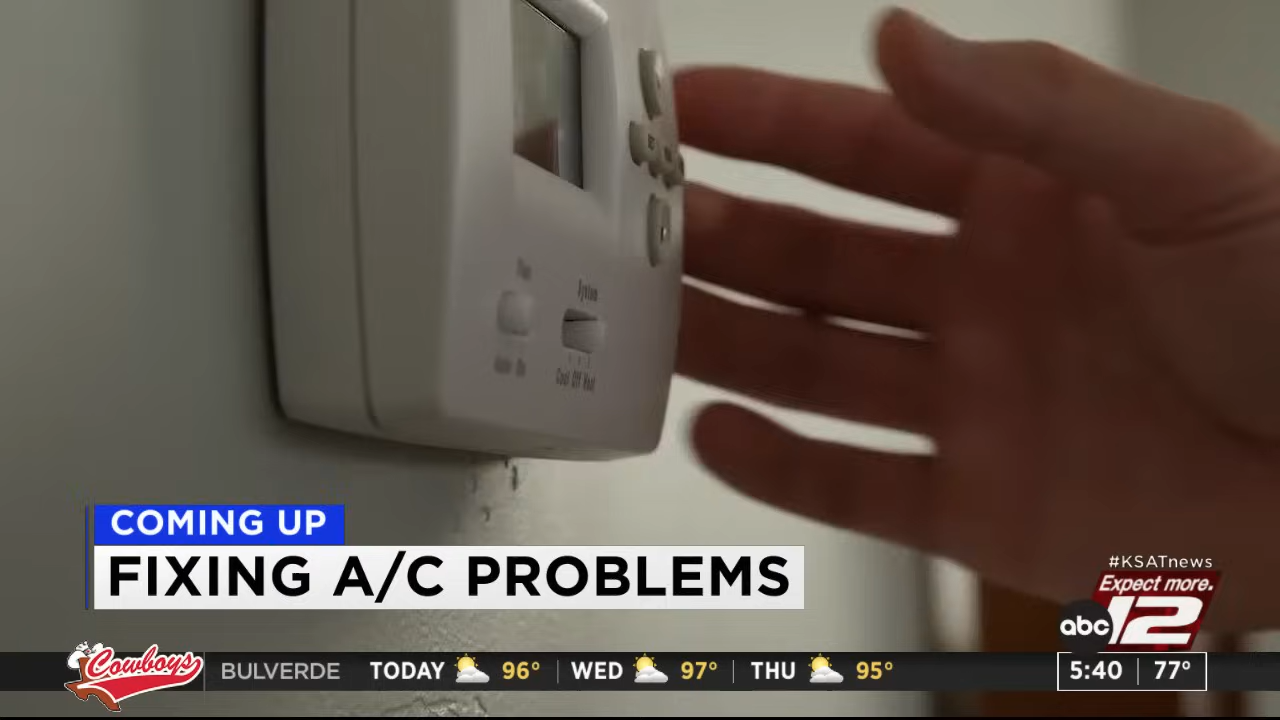 System
Cool Off Heat
COMING UP
FIXING A/C PROBLEMS
#KSATnews
Expect more.
abc 12
Cowboys
BULVERDE TODAY 96° WED 97° THU 95°
5:40 77°